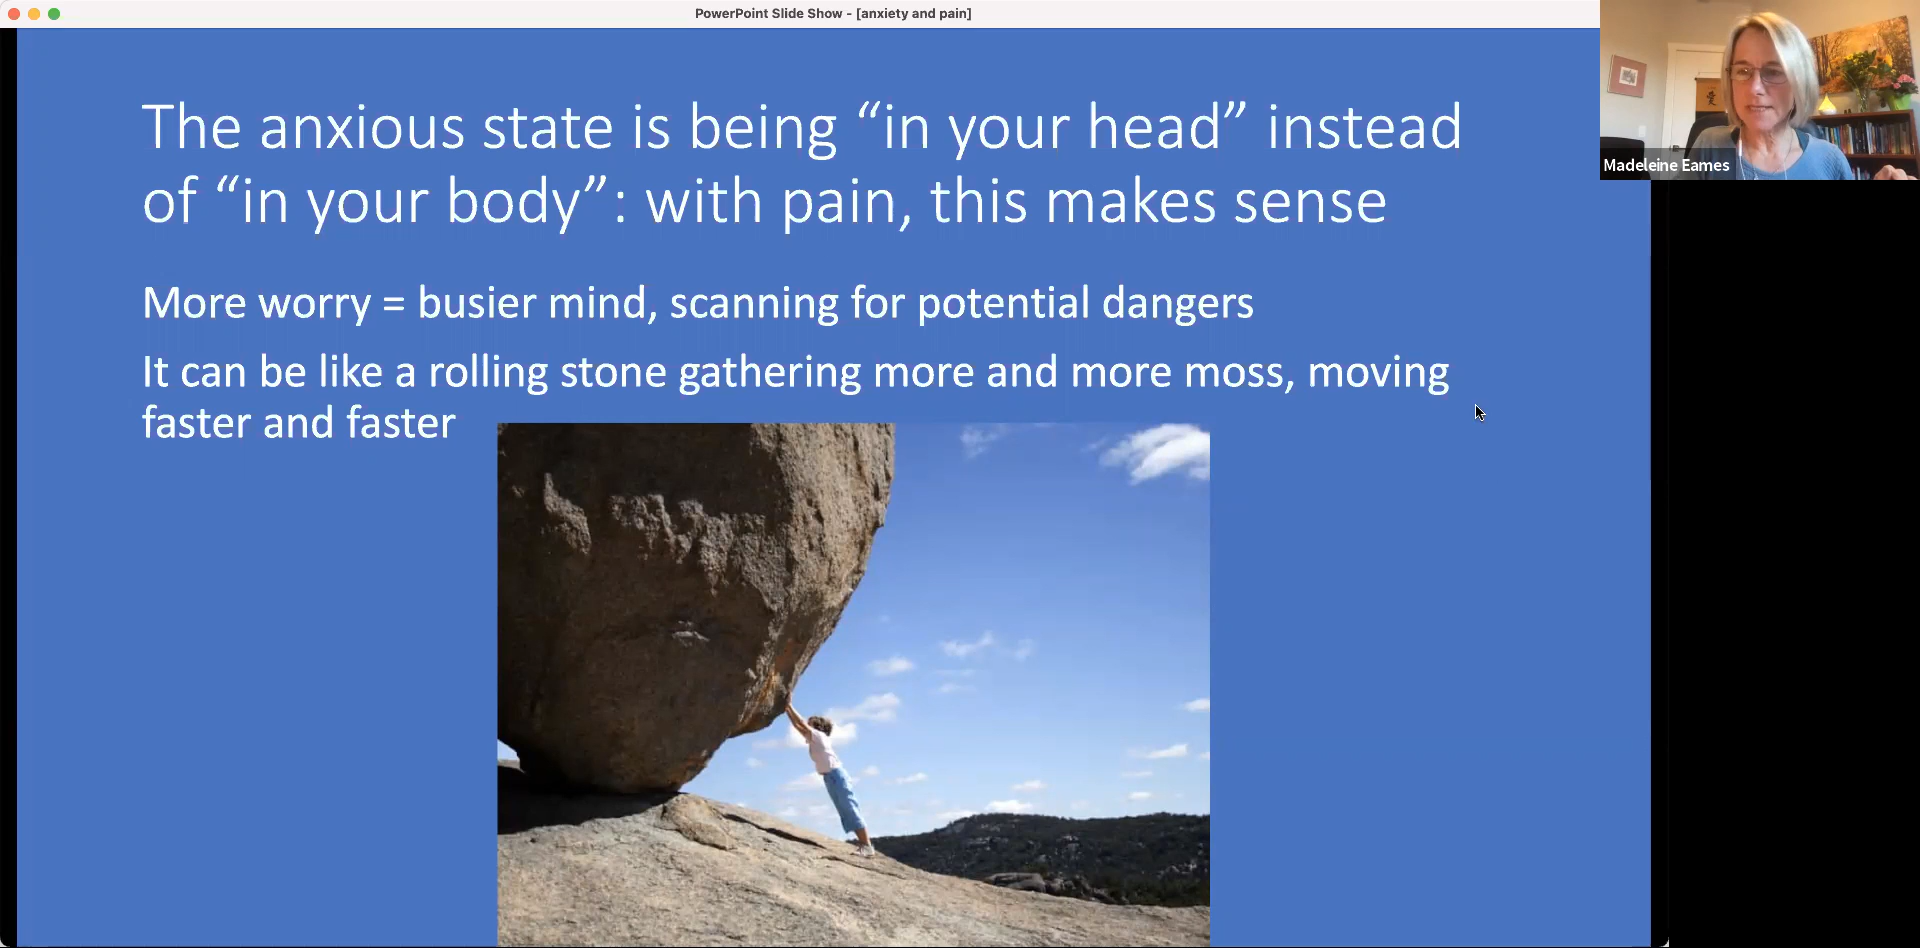 PowerPoint Slide Show - [anxiety and pain]
The anxious state is being “in your head” instead
of “in your body”: with pain, this makes sense
More worry = busier mind, scanning for potential dangers
It can be like a rolling stone gathering more and more moss, moving
faster and faster
Madeleine Eames